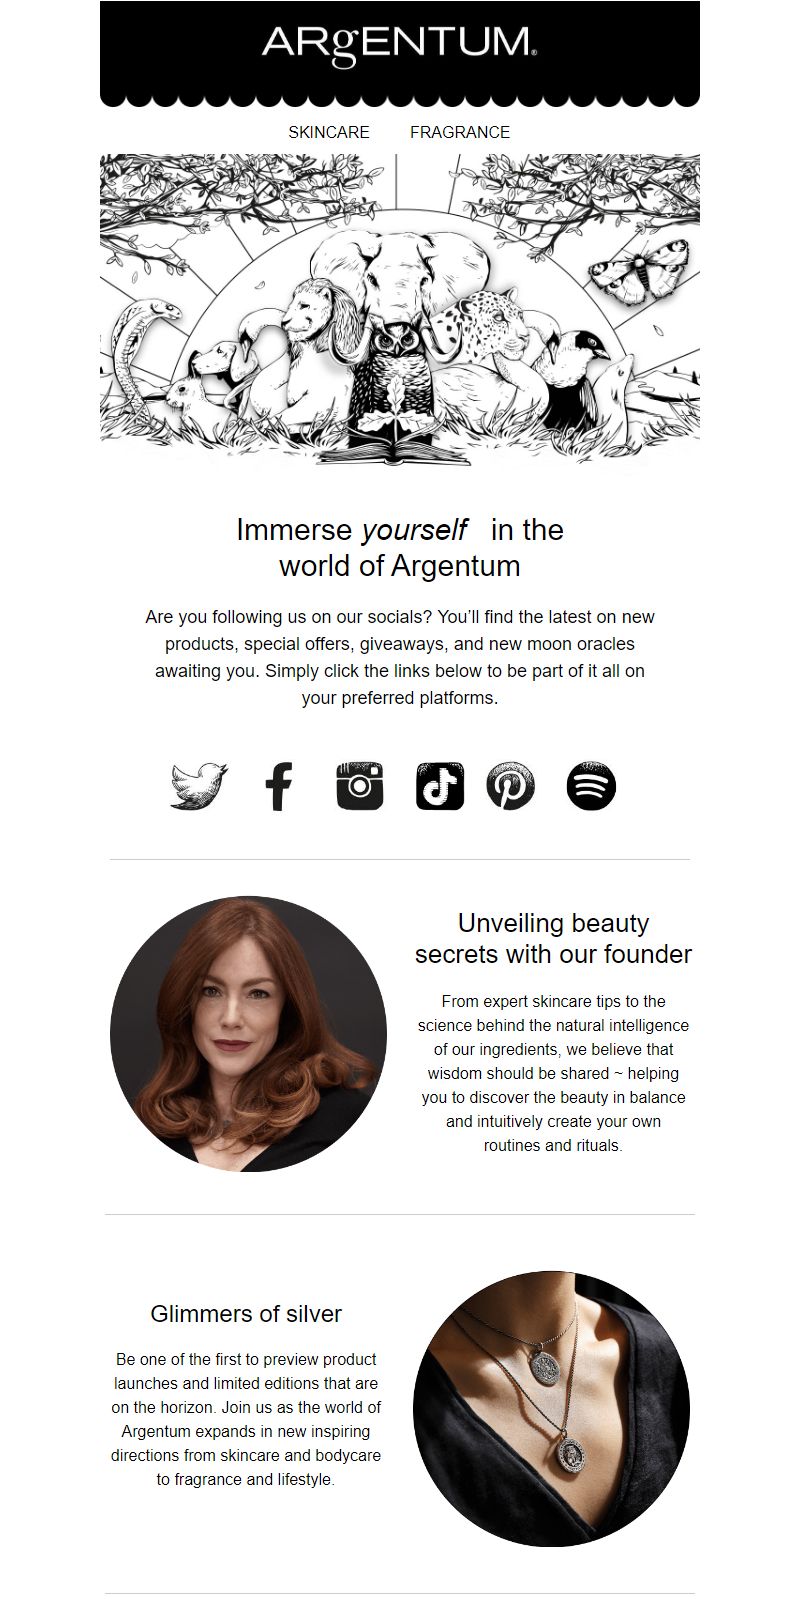 ARgENTUM®
SKINCARE FRAGRANCE
Immerse yourself in the
world of Argentum
Are you following us on our socials? You’ll find the latest on new
products, special offers, giveaways, and new moon oracles
awaiting you. Simply click the links below to be part of it all on
your preferred platforms.
Unveiling beauty
secrets with our founder
From expert skincare tips to the
science behind the natural intelligence
of our ingredients, we believe that
wisdom should be shared ~ helping
you to discover the beauty in balance
and intuitively create your own
routines and rituals.
Glimmers of silver
Be one of the first to preview product
launches and limited editions that are
on the horizon. Join us as the world of
Argentum expands in new inspiring
directions from skincare and bodycare
to fragrance and lifestyle.